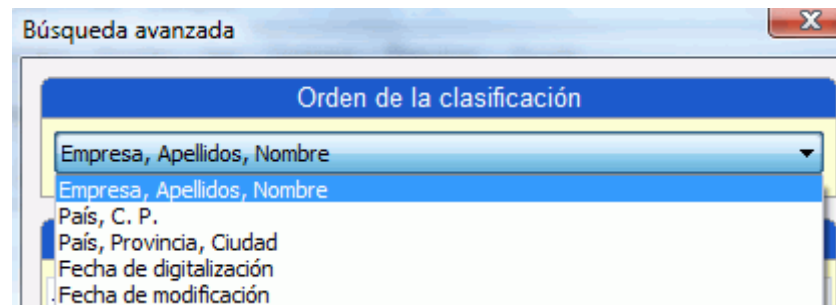 Búsqueda avanzada
Orden de la clasificación
Empresa, Apellidos, Nombre
Empresa, Apellidos, Nombre
País, C. P.
País, Provincia, Ciudad
Fecha de digitalización
Fecha de modificación